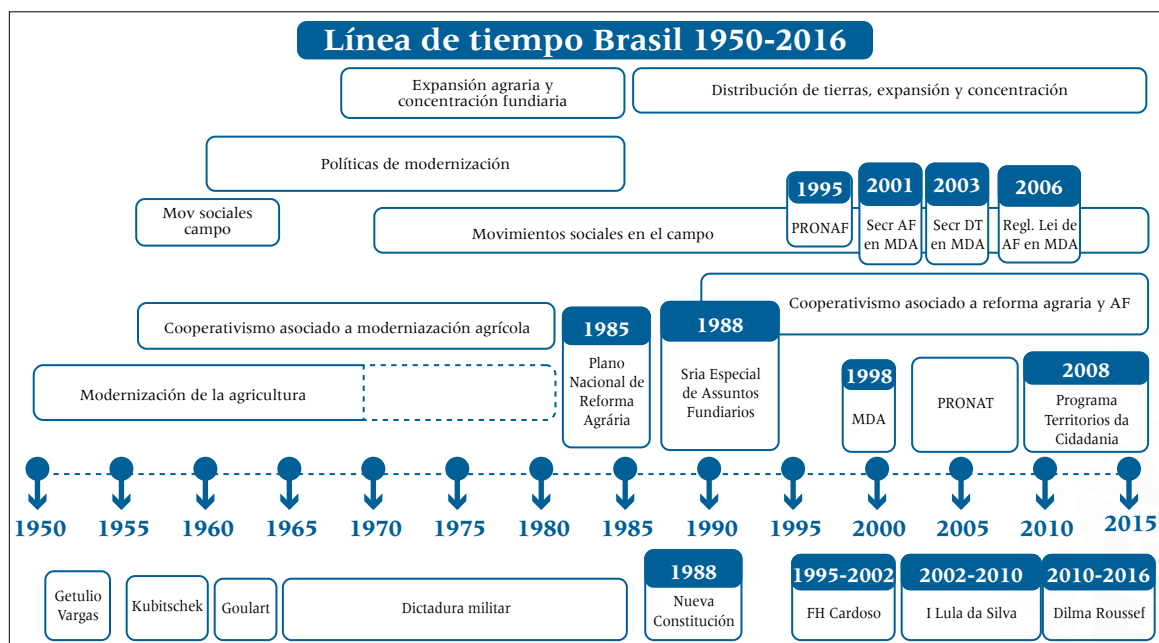 Línea de tiempo Brasil 1950-2016
Expansión agraria y
concentración fundiaria
Distribución de tierras, expansión y concentración
Políticas de modernización
Mov sociales
campo
Movimientos sociales en el campo
1995
PRONAF
2001
Secr AF
en MDA
2003
Secr DT
en MDA
2006
Regl. Lei de
AF en MDA
Cooperativismo asociado a reforma agraria y AF
Cooperativismo asociado a moderniazación agrícola
1985
Plano
Nacional de
Reforma
Agrária
1988
Sria Especial
de Asuntos
Fundiarios
Modernización de la agricultura
1998
MDA
PRONAT
2008
Programa
Territorios da
Cidadania
1950
1955
1960
1965
1970
1975
1980
1985
1990
1995
2000
2005
2010
2015
Getulio
Vargas
Kubitschek
Goulart
Dictadura militar
1988
Nueva
Constitución
1995-2002
FH Cardoso
2002-2010
I Lula da Silva
2010-2016
Dilma Roussef